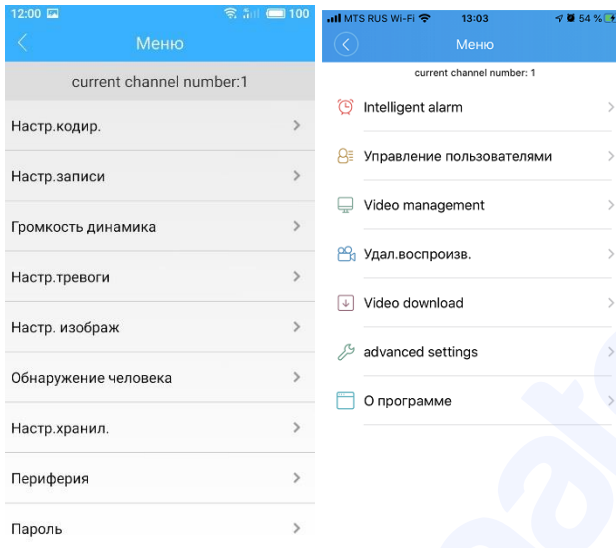 12:00
100
Меню
current channel number:1
Настр.кодир.
Настр.записи
Громкость динамика
Настр.тревоги
Настр. изображ
Обнаружение человека
Настр.хранил.
Периферия
Пароль
MTS RUS Wi-Fi
13:03
54 %
Меню
current channel number: 1
Intelligent alarm
Управление пользователями
Video management
Удал.воспроизв.
Video download
advanced settings
О программе